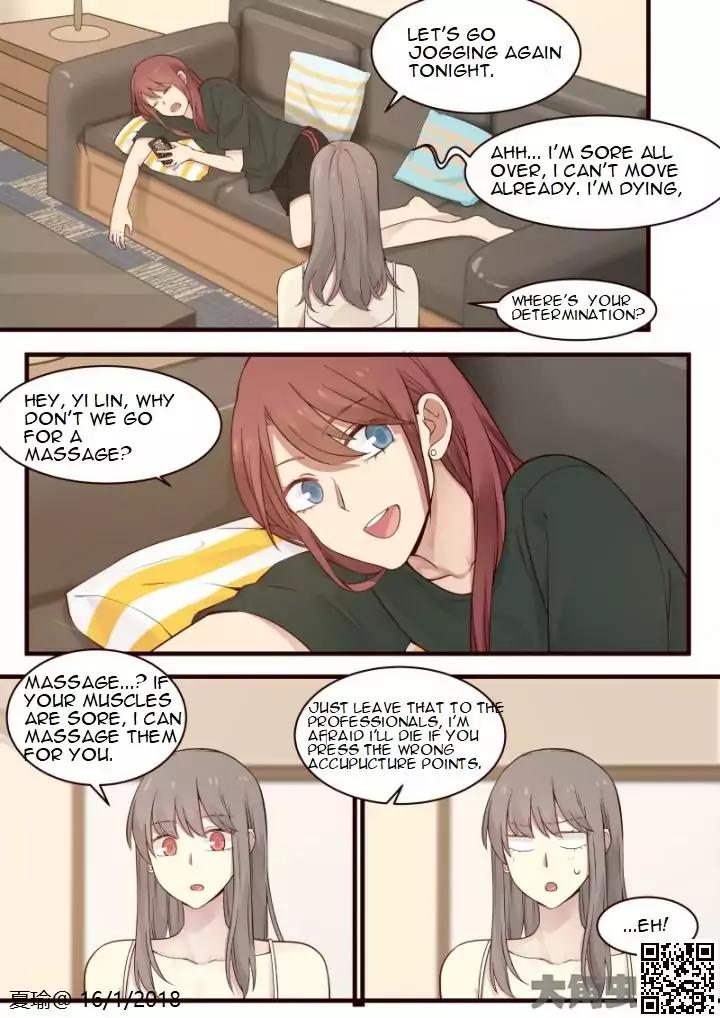 LET'S GO
JOGGING AGAIN
TONIGHT.
AHH... I'M SORE ALL
OVER, I CAN'T MOVE
ALREADY. I'M DYING,
WHERE'S YOUR
DETERMINATION?
HEY, YI LIN, WHY
DON'T WE GO
FOR A
MASSAGE?
MASSAGE...? IF
YOUR MUSCLES
ARE SORE, I CAN
MASSAGE THEM
FOR YOU.
JUST LEAVE THAT TO THE
PROFESSIONALS, I'M
AFRAID I'LL DIE IF YOU
PRESS THE WRONG
ACCUPUCTURE POINTS.
...EH!
夏瑜@ 16/1/2018
大角虫